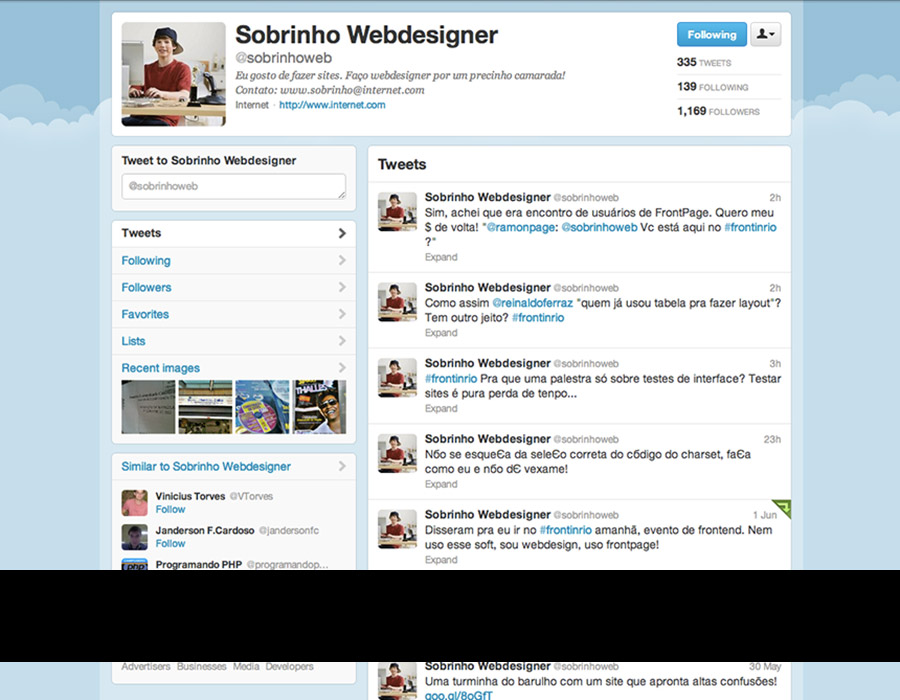 Sobrinho Webdesigner
@sobrinhoweb
Eu gosto de fazer sites. Faço webdesigner por um precinho camarada!
Contato: www.sobrinho@internet.com
Internet · http://www.internet.com
Following
335 TWEETS
139 FOLLOWING
1,169 FOLLOWERS
Tweet to Sobrinho Webdesigner
@sobrinhoweb
Tweets
Following
Followers
Favorites
Lists
Recent images
Similar to Sobrinho Webdesigner
Vinicius Torves @VTorves
Follow
Janderson F.Cardoso @jandersonfc
Follow
Programando PHP @programandop...
Advertisers Businesses Media Developers
Tweets
Sobrinho Webdesigner @sobrinhoweb 2h
Sim, achei que era encontro de usuários de FrontPage. Quero meu
$ de volta! "@ramonpage: @sobrinhoweb Vc está aqui no #frontinrio
?"
Expand
Sobrinho Webdesigner @sobrinhoweb 2h
Como assim @reinaldoferraz "quem já usou tabela pra fazer layout"?
Tem outro jeito? #frontinrio
Expand
Sobrinho Webdesigner @sobrinhoweb 3h
#frontinrio Pra que uma palestra só sobre testes de interface? Testar
sites é pura perda de tenpo...
Expand
Sobrinho Webdesigner @sobrinhoweb 23h
Nбo se esqueЄa da seleЄo correta do cбdigo do charset, faЄa
como eu e nбo dЄ vexame!
Expand
Sobrinho Webdesigner @sobrinhoweb 1 Jun
Disseram pra eu ir no #frontinrio amanhã, evento de frontend. Nem
uso esse soft, sou webdesign, uso frontpage!
Expand
Sobrinho Webdesigner @sobrinhoweb 30 May
Uma turminha do barulho com um site que apronta altas confusões!
goo.gl/8oGfT